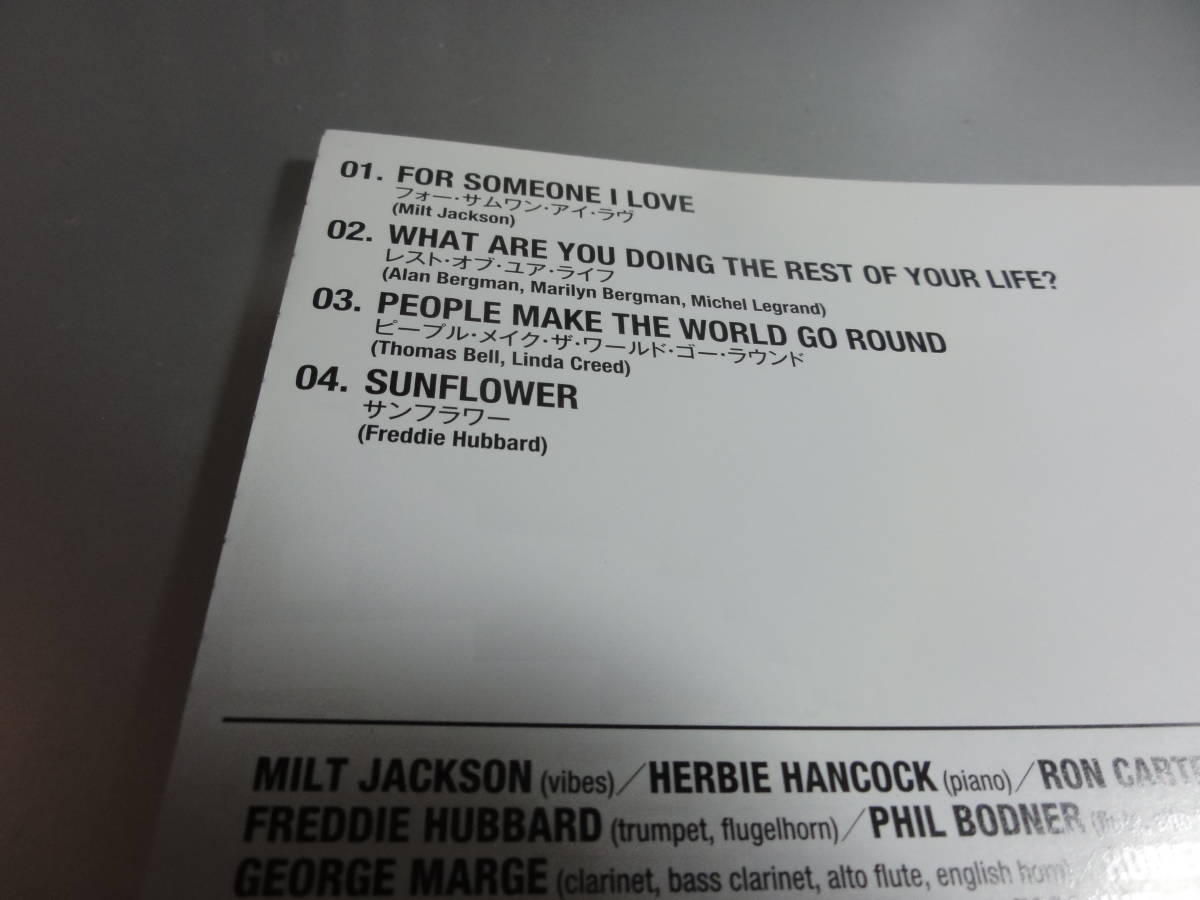 01. FOR SOMEONE I LOVE
フォー・サムワン・アイ・ラヴ
(Milt Jackson)
02. WHAT ARE YOU DOING THE REST OF YOUR LIFE?
レスト・オブ・ユア・ライフ
(Alan Bergman, Marilyn Bergman, Michel Legrand)
03. PEOPLE MAKE THE WORLD GO ROUND
ピープル・メイク・ザ・ワールド・ゴー・ラウンド
(Thomas Bell, Linda Creed)
04. SUNFLOWER
サンフラワー
(Freddie Hubbard)
MILT JACKSON (vibes)／HERBIE HANCOCK (piano)／RON CARTE
FREDDIE HUBBARD (trumpet, flugelhorn)／PHIL BODNER
GEORGE MARGE (clarinet, bass clarinet, alto flute, english horn)